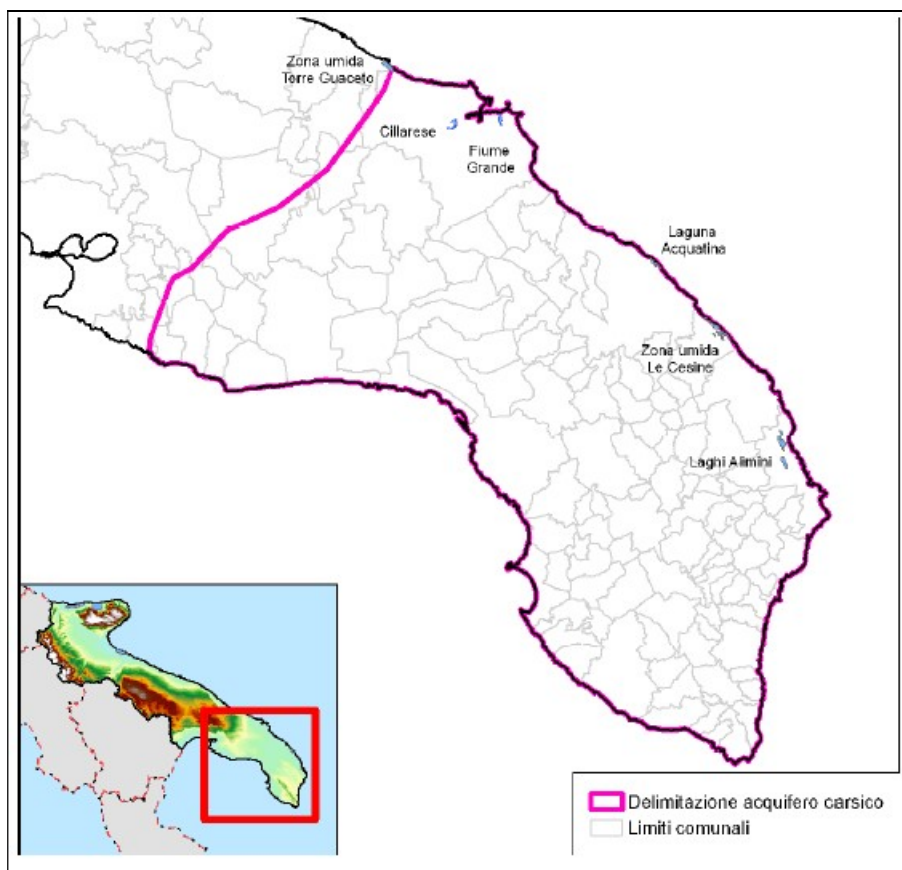 Zona umida
Torre Guaceto
Cillarese
Fiume
Grande
Laguna
Acquatina
Zona umida
Le Cesine
Laghi Alimini
Delimitazione acquifero carsico
Limiti comunali